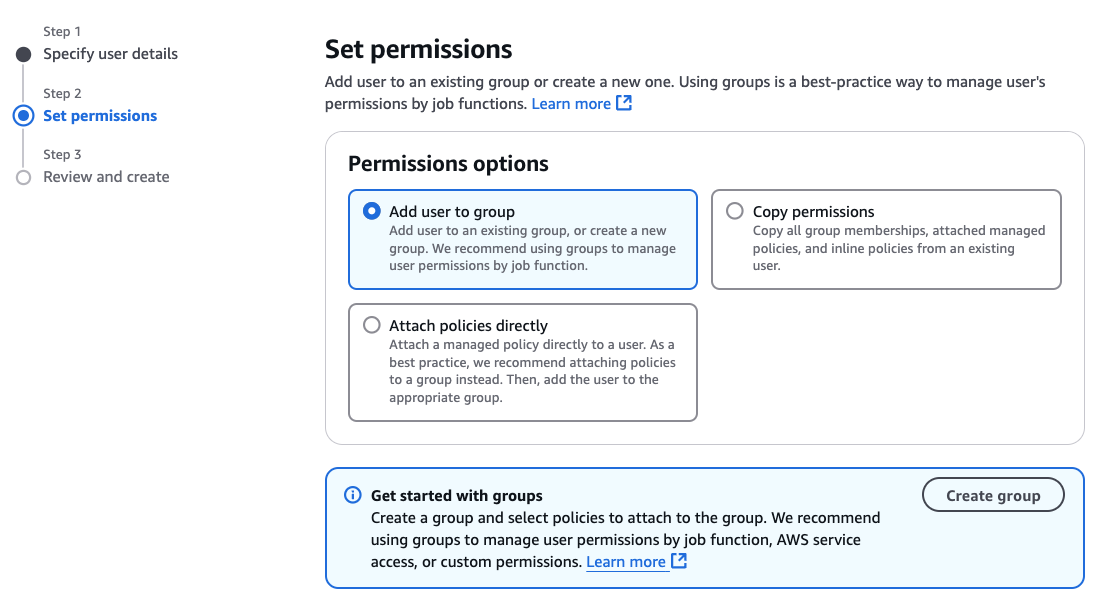 Step 1
Specify user details
Step 2
Set permissions
Step 3
Review and create
Set permissions
Add user to an existing group or create a new one. Using groups is a best-practice way to manage user's
permissions by job functions. Learn more
Permissions options
Add user to group
Add user to an existing group, or create a new
group. We recommend using groups to manage
user permissions by job function.
Copy permissions
Copy all group memberships, attached managed
policies, and inline policies from an existing
user.
Attach policies directly
Attach a managed policy directly to a user. As a
best practice, we recommend attaching policies
to a group instead. Then, add the user to the
appropriate group.
Get started with groups
Create a group and select policies to attach to the group. We recommend
using groups to manage user permissions by job function, AWS service
access, or custom permissions. Learn more
Create group